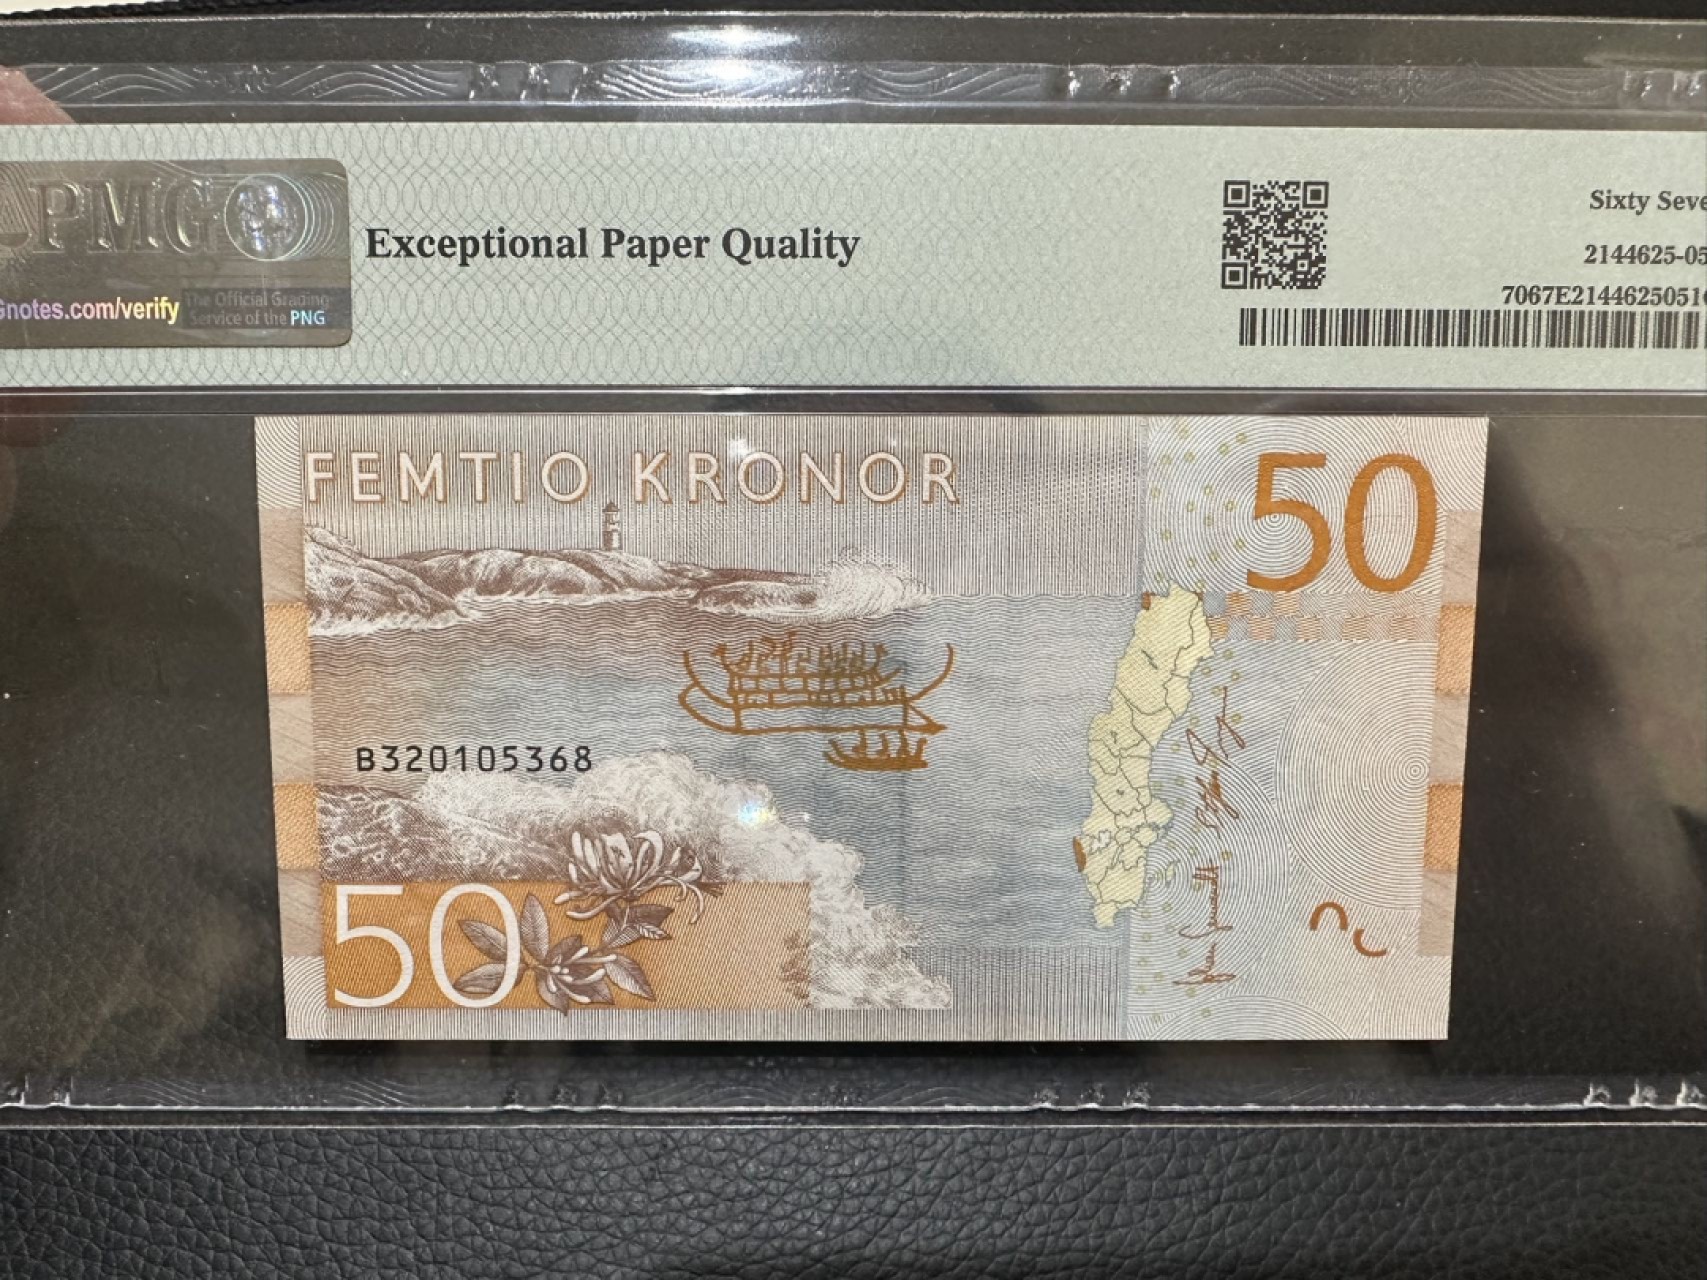 PMG
Exceptional Paper Quality
notes.com/verify
The Official Grading
Service of the PNG
Sixty Seve
2144625-05
7067E2144625051
FEMTIO KRONOR
50
B320105368
50